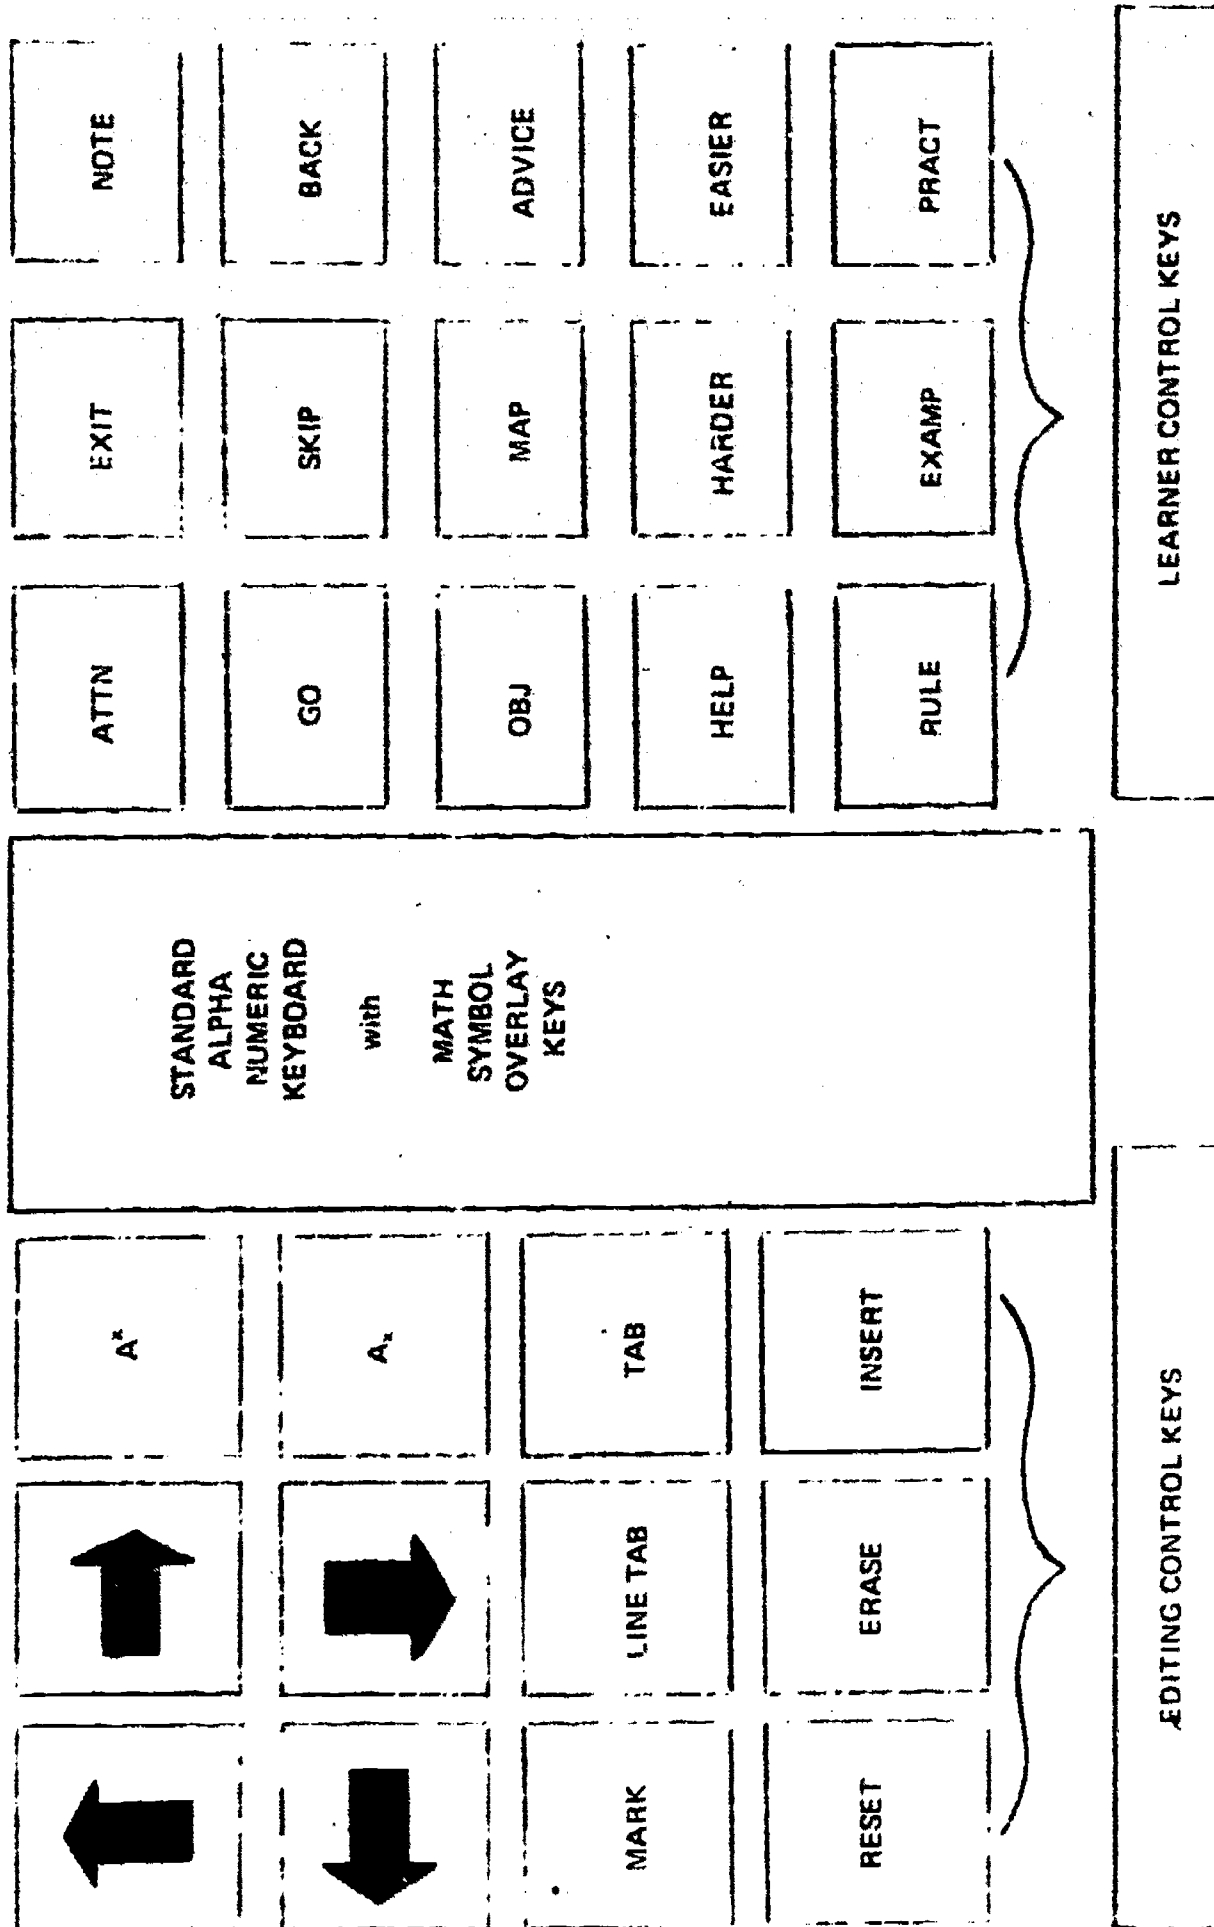 Aˣ
Aₓ
MARK
LINE TAB
TAB
RESET
ERASE
INSERT
EDITING CONTROL KEYS
STANDARD
ALPHA
NUMERIC
KEYBOARD
with
MATH
SYMBOL
OVERLAY
KEYS
ATTN
EXIT
NOTE
GO
SKIP
BACK
OBJ
MAP
ADVICE
HELP
HARDER
EASIER
RULE
EXAMP
PRACT
LEARNER CONTROL KEYS